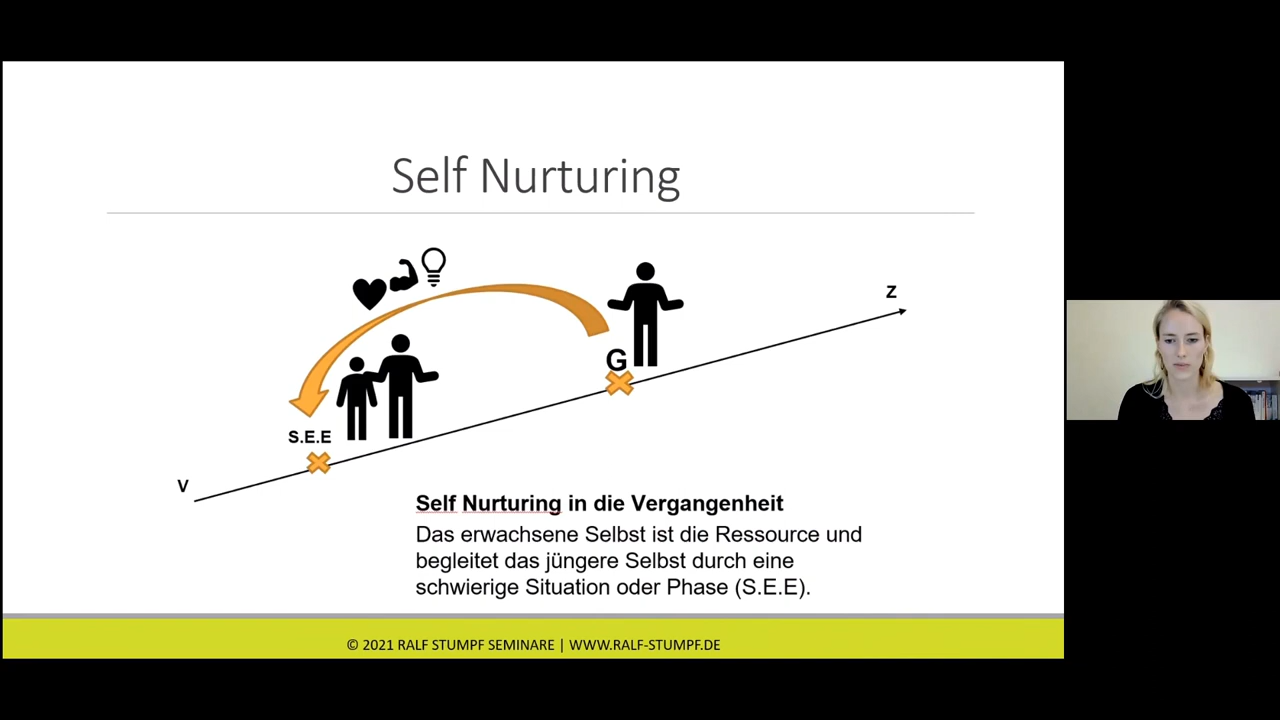 Self Nurturing
Z
G
S.E.E
V
Self Nurturing in die Vergangenheit
Das erwachsene Selbst ist die Ressource und
begleitet das jüngere Selbst durch eine
schwierige Situation oder Phase (S.E.E).
© 2021 RALF STUMPF SEMINARE | WWW.RALF-STUMPF.DE